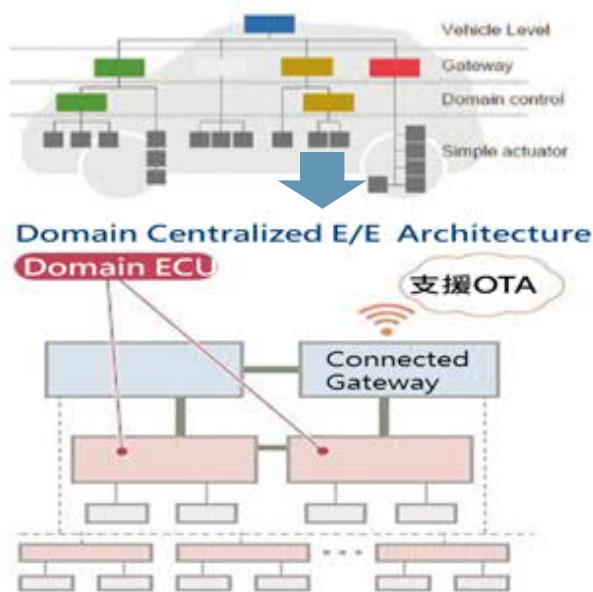 Vehicle Level
Gateway
Domain control
Simple actuator
Domain Centralized E/E Architecture
Domain ECU
支援OTA
Connected
Gateway